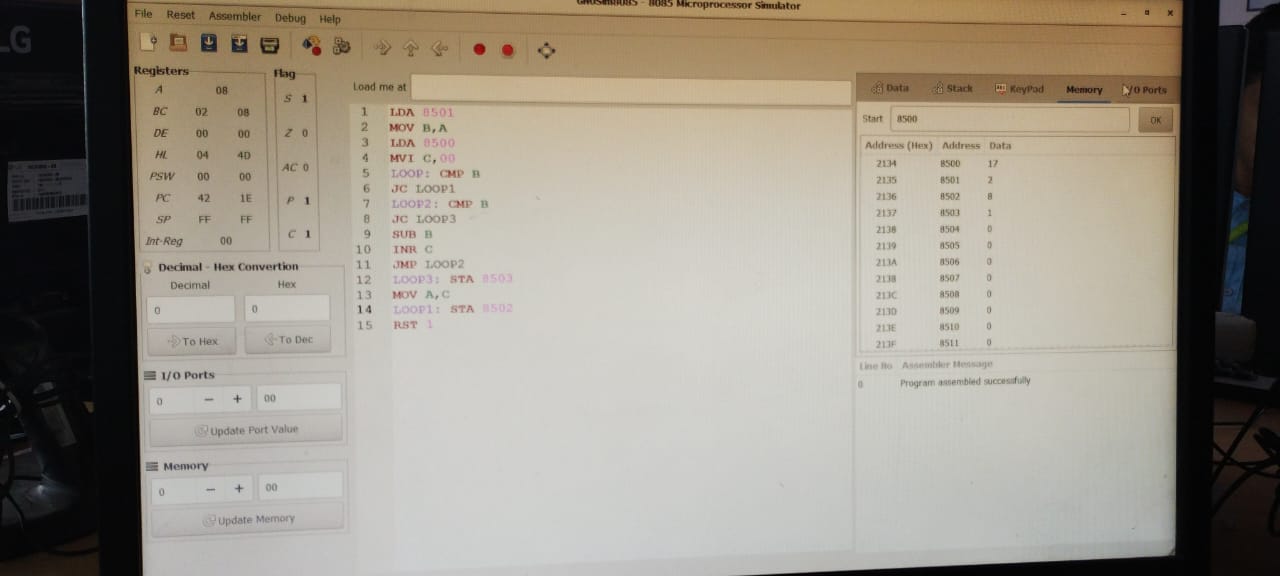 GNUSim8085 - 8085 Microprocessor Simulator
LG
File Reset Assembler Debug Help
Registers
A 08
BC 02 08
DE 00 00
HL 04 4D
PSW 00 00
PC 42 1E
SP FF FF
Int-Reg 00
Flag
S 1
Z 0
AC 0
P 1
C 1
Decimal - Hex Convertion
Decimal Hex
0 0
To Hex To Dec
I/O Ports
0 - + 00
Update Port Value
Memory
0 - + 00
Update Memory
Load me at
1 LDA 8501
2 MOV B,A
3 LDA 8500
4 MVI C,00
5 LOOP: CMP B
6 JC LOOP1
7 LOOP2: CMP B
8 JC LOOP3
9 SUB B
10 INR C
11 JMP LOOP2
12 LOOP3: STA 8503
13 MOV A,C
14 LOOP1: STA 8502
15 RST 1
Data Stack KeyPad Memory I/O Ports
Start 8500 OK
Address (Hex) Address Data
2134 8500 17
2135 8501 2
2136 8502 8
2137 8503 1
2138 8504 0
2139 8505 0
213A 8506 0
213B 8507 0
213C 8508 0
213D 8509 0
213E 8510 0
213F 8511 0
Line No Assembler Message
0 Program assembled successfully